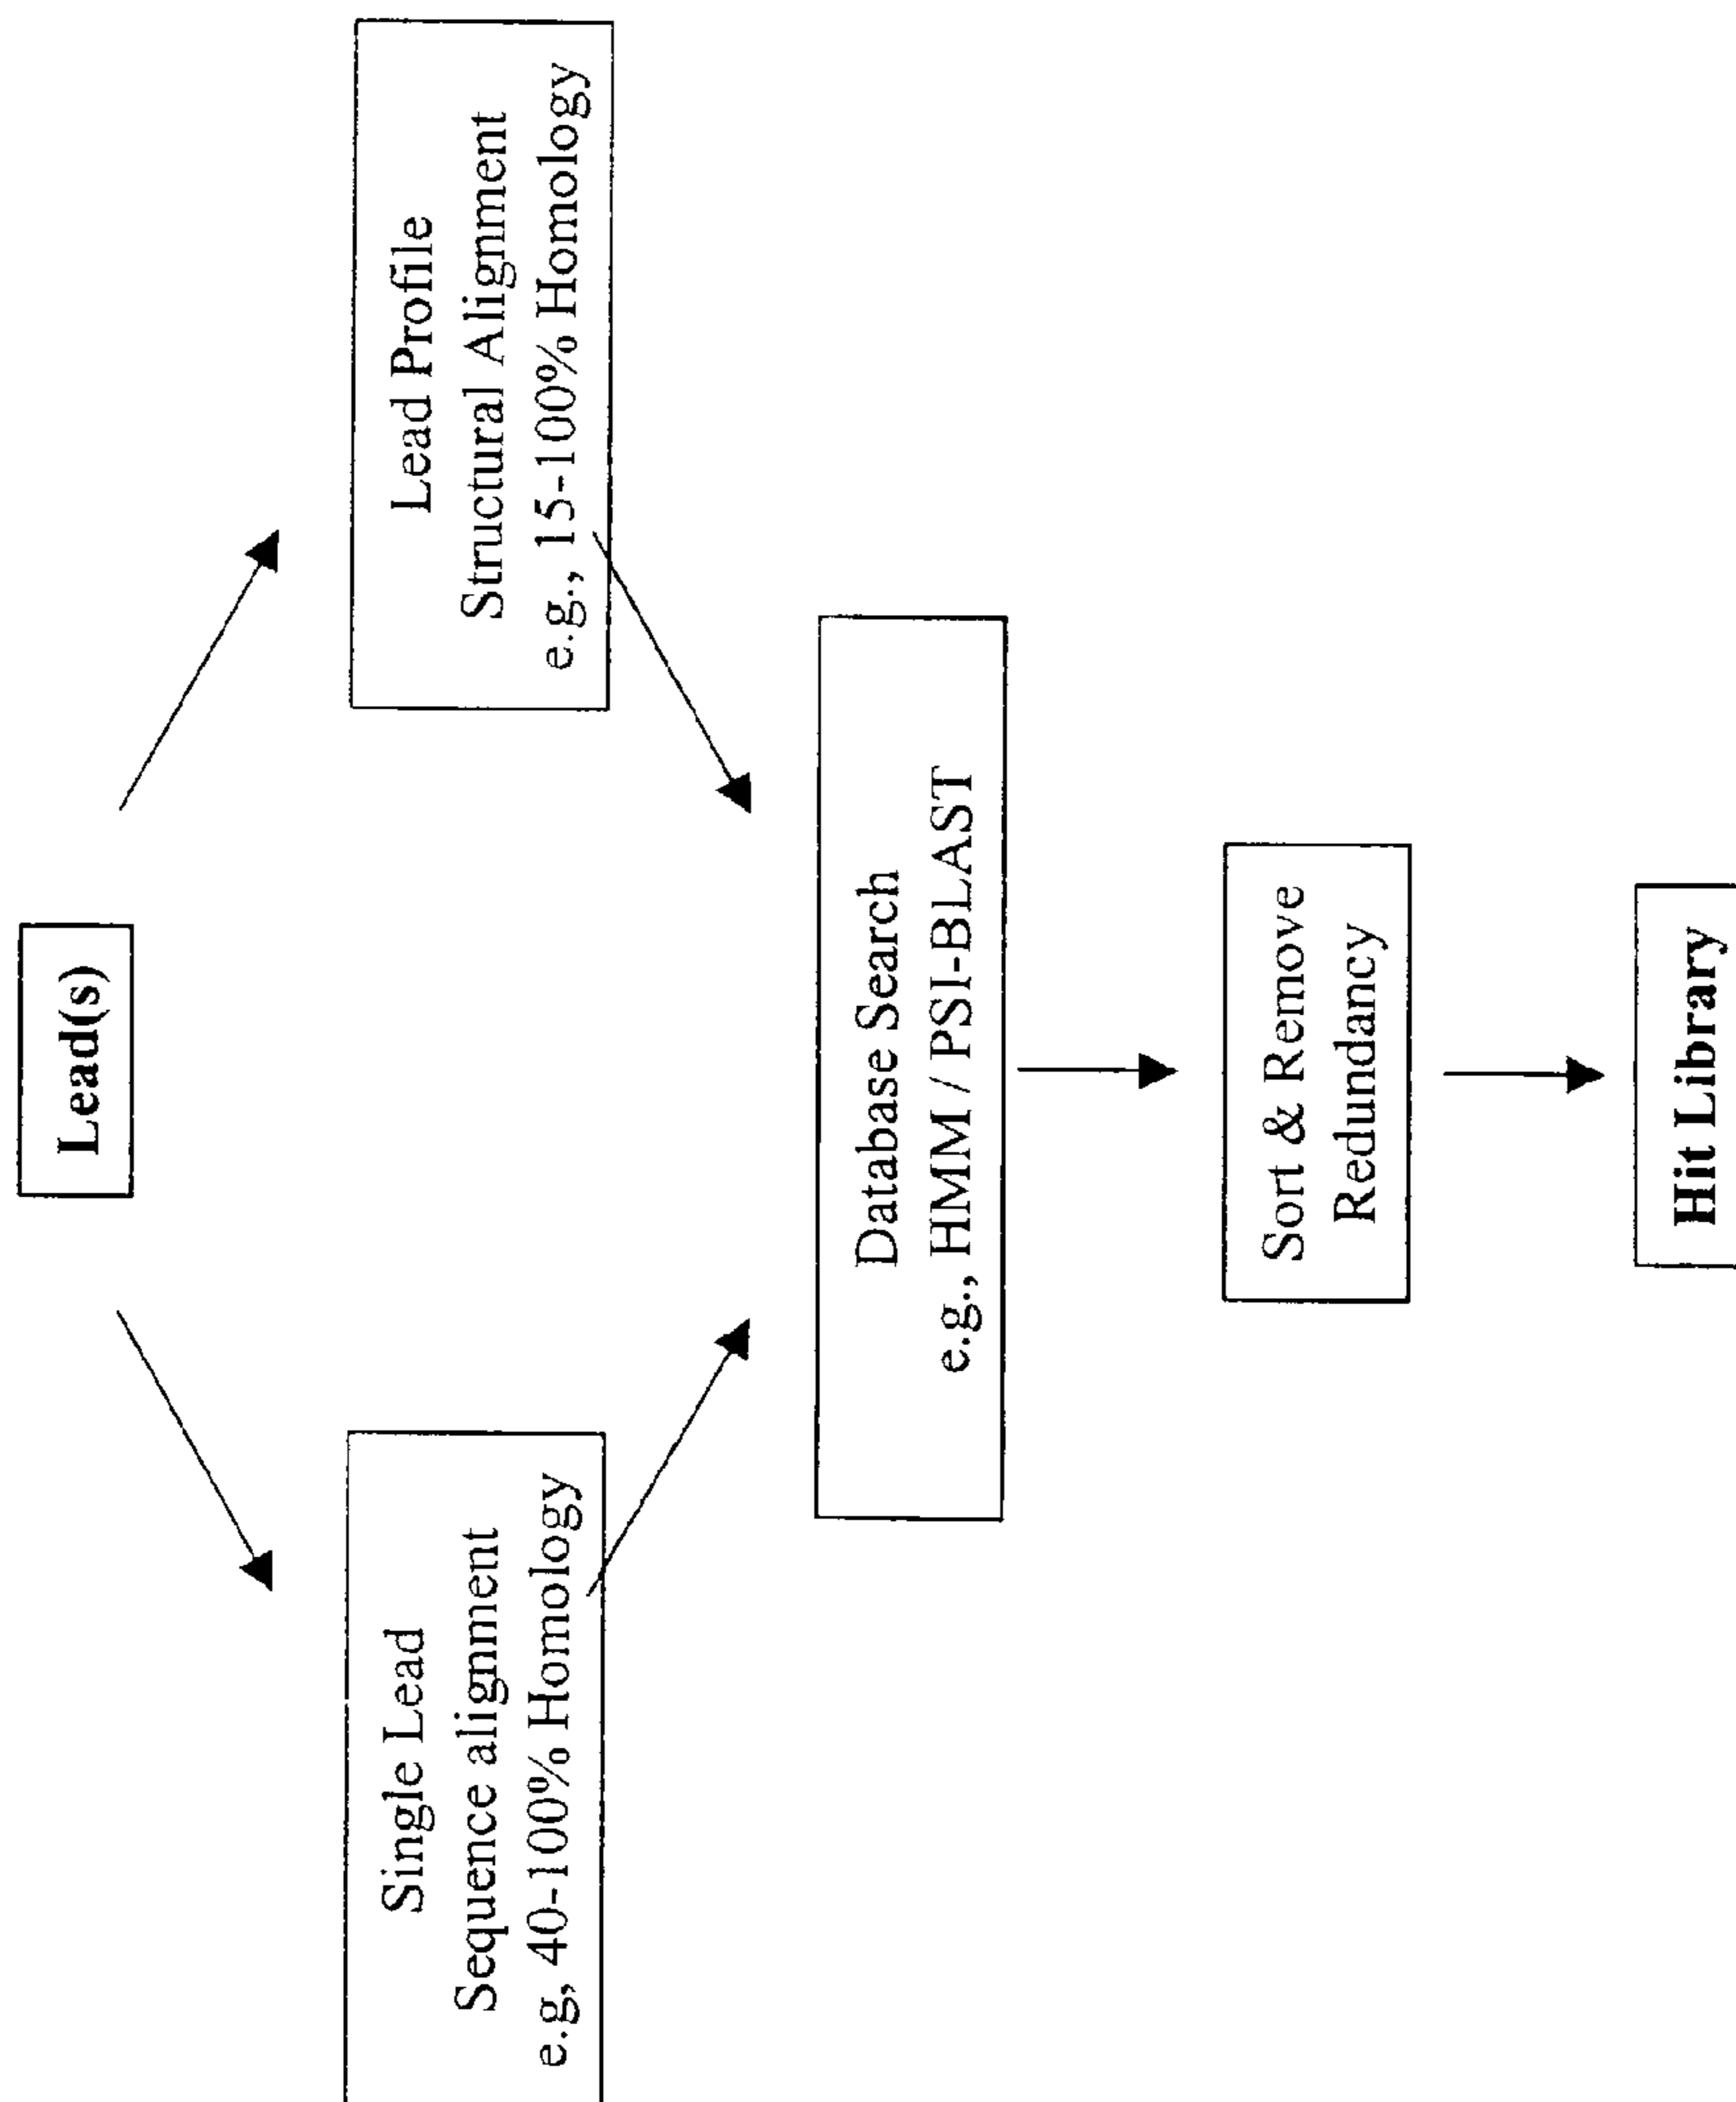 Lead(s)
Single Lead
Sequence alignment
e.g, 40-100% Homology
Lead Profile
Structural Alignment
e.g., 15-100% Homology
Database Search
e.g., HMM / PSI-BLAST
Sort & Remove
Redundancy
Hit Library